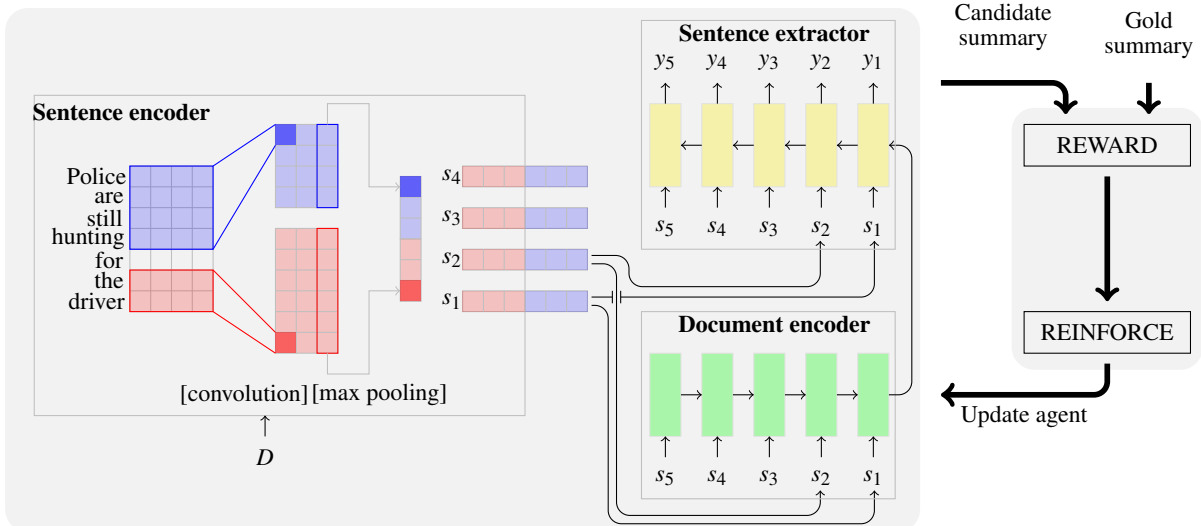 Sentence encoder
Police
are
still
hunting
for
the
driver
[convolution] [max pooling]
D
s4
s3
s2
s1
Sentence extractor
y5 y4 y3 y2 y1
s5 s4 s3 s2 s1
Document encoder
s5 s4 s3 s2 s1
Candidate
summary
Gold
summary
REWARD
REINFORCE
Update agent